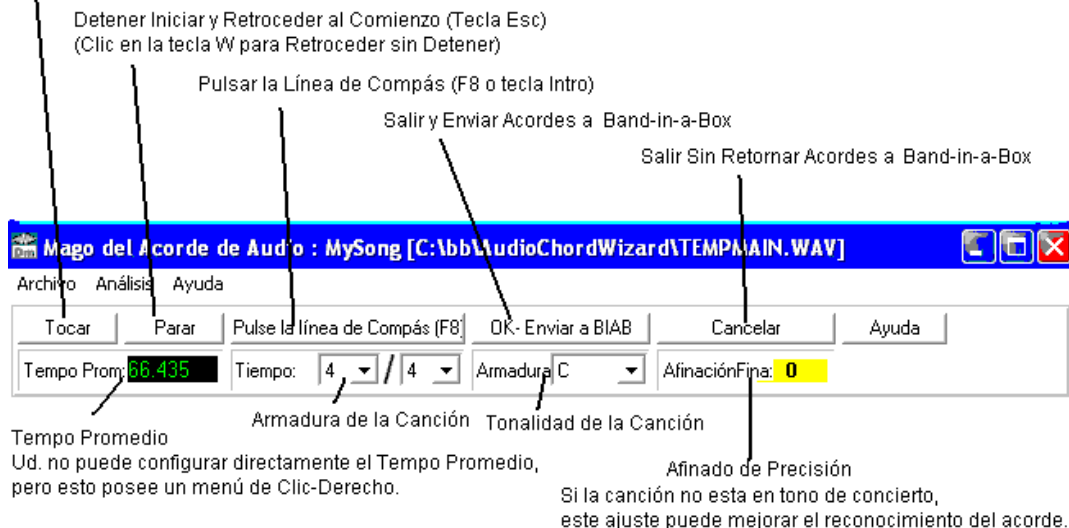 Detener Iniciar y Retroceder al Comienzo (Tecla Esc)
(Clic en la tecla W para Retroceder sin Detener)
Pulsar la Línea de Compás (F8 o tecla Intro)
Salir y Enviar Acordes a Band-in-a-Box
Salir Sin Retornar Acordes a Band-in-a-Box
Mago del Acorde de Audio : MySong [C:\bb\AudioChordWizard\TEMPMAIN.WAV]
Archivo Análisis Ayuda
Tocar Parar Pulse la línea de Compás (F8) OK- Enviar a BIAB Cancelar Ayuda
Tempo Prom: 66.435 Tiempo: 4 / 4 Armadura C AfinaciónFina: 0
Armadura de la Canción Tonalidad de la Canción
Tempo Promedio
Ud. no puede configurar directamente el Tempo Promedio,
pero esto posee un menú de Clic-Derecho.
Afinado de Precisión
Si la canción no esta en tono de concierto,
este ajuste puede mejorar el reconocimiento del acorde.